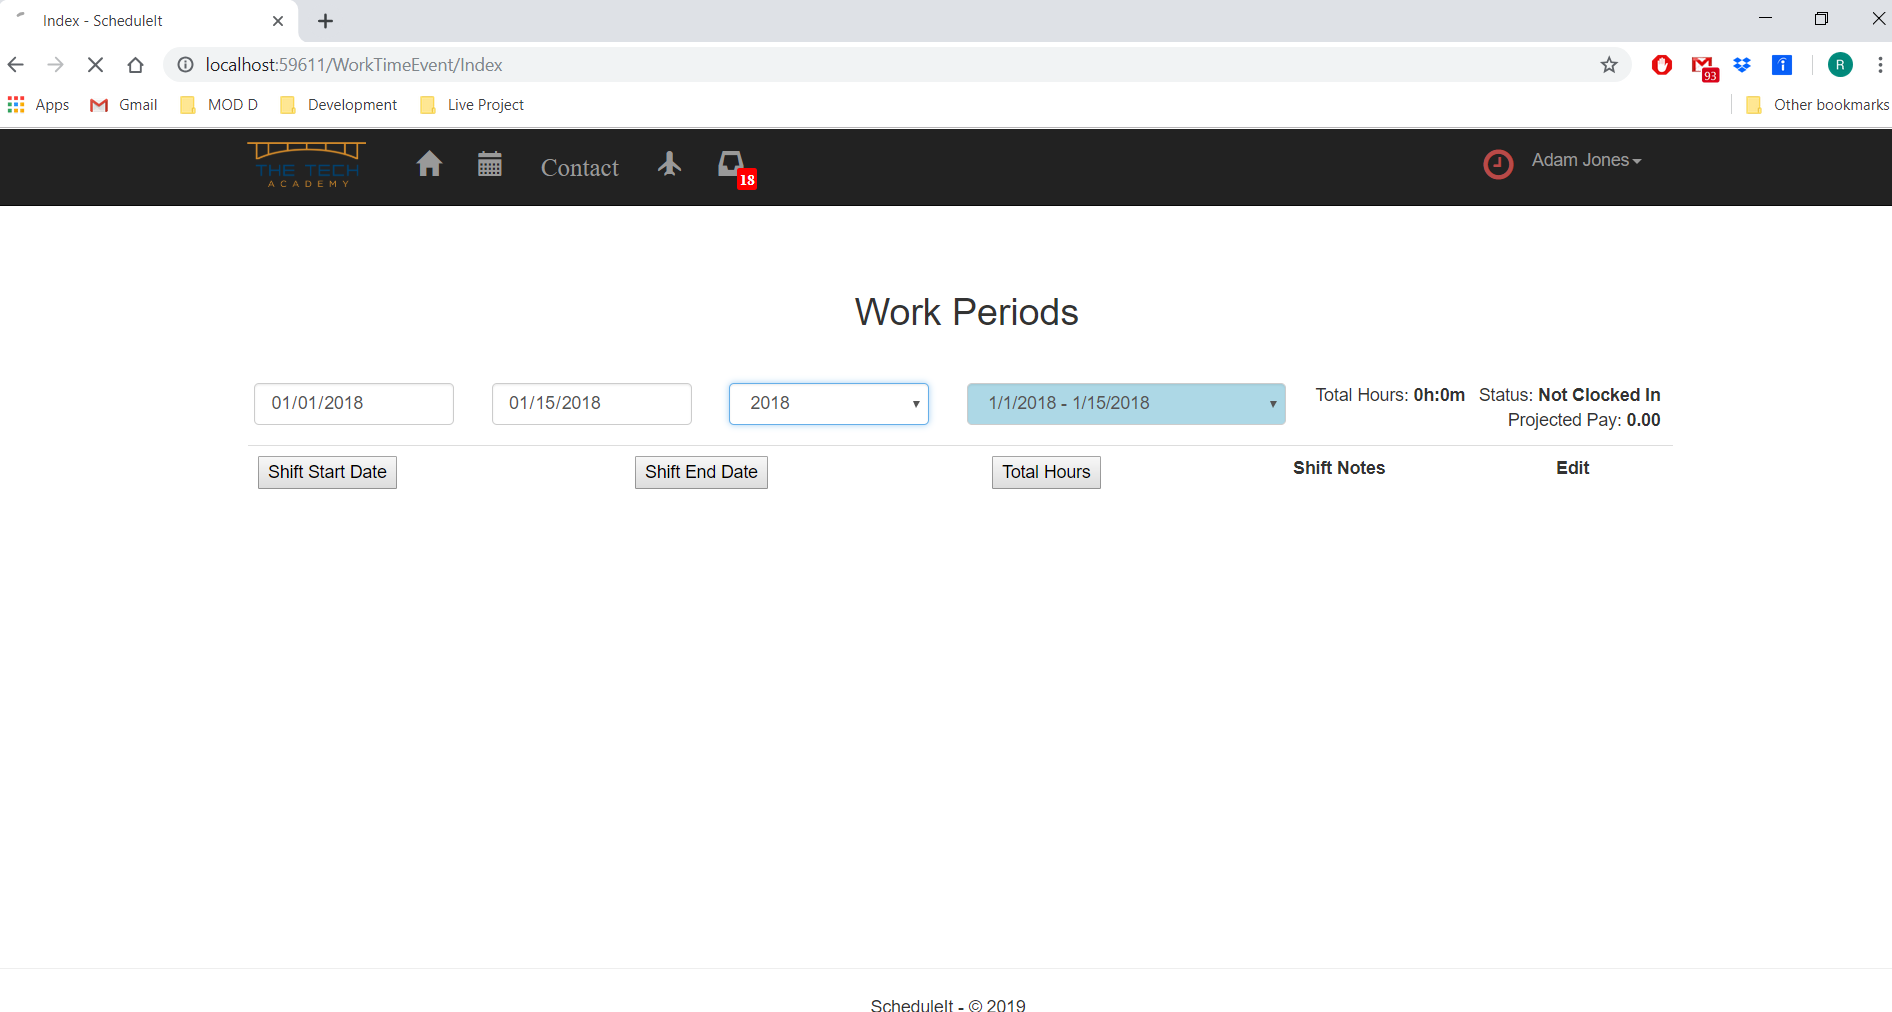 Index - ScheduleIt
localhost:59611/WorkTimeEvent/Index
93
R
Apps Gmail MOD D Development Live Project Other bookmarks
THE TECH
ACADEMY
Contact
18
Adam Jones
Work Periods
01/01/2018 01/15/2018 2018 1/1/2018 - 1/15/2018 Total Hours: 0h:0m Status: Not Clocked In
Projected Pay: 0.00
Shift Start Date Shift End Date Total Hours Shift Notes Edit
ScheduleIt - © 2019